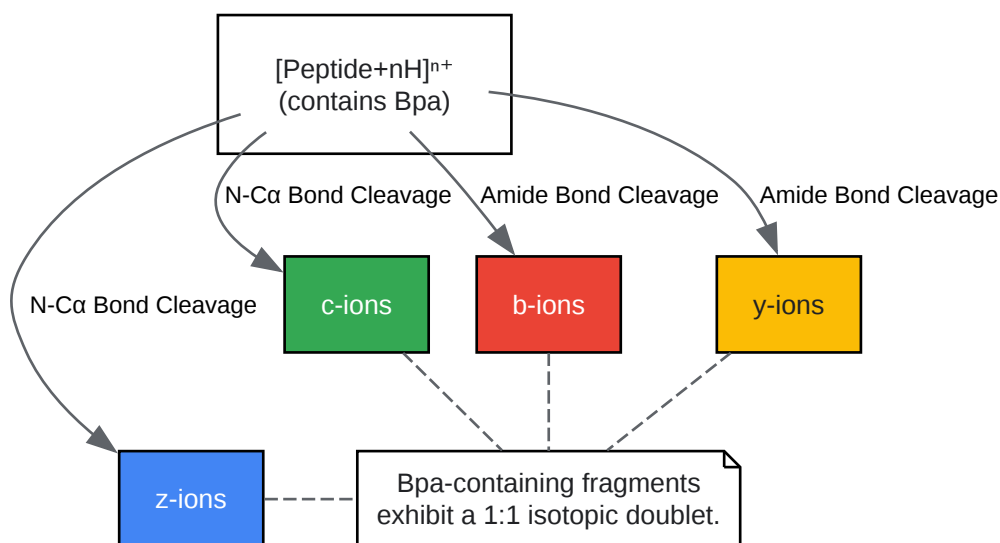 [Peptide+nH]ⁿ⁺
(contains Bpa)
N-Cα Bond Cleavage
Amide Bond Cleavage
Amide Bond Cleavage
N-Cα Bond Cleavage
c-ions
b-ions
y-ions
z-ions
Bpa-containing fragments
exhibit a 1:1 isotopic doublet.